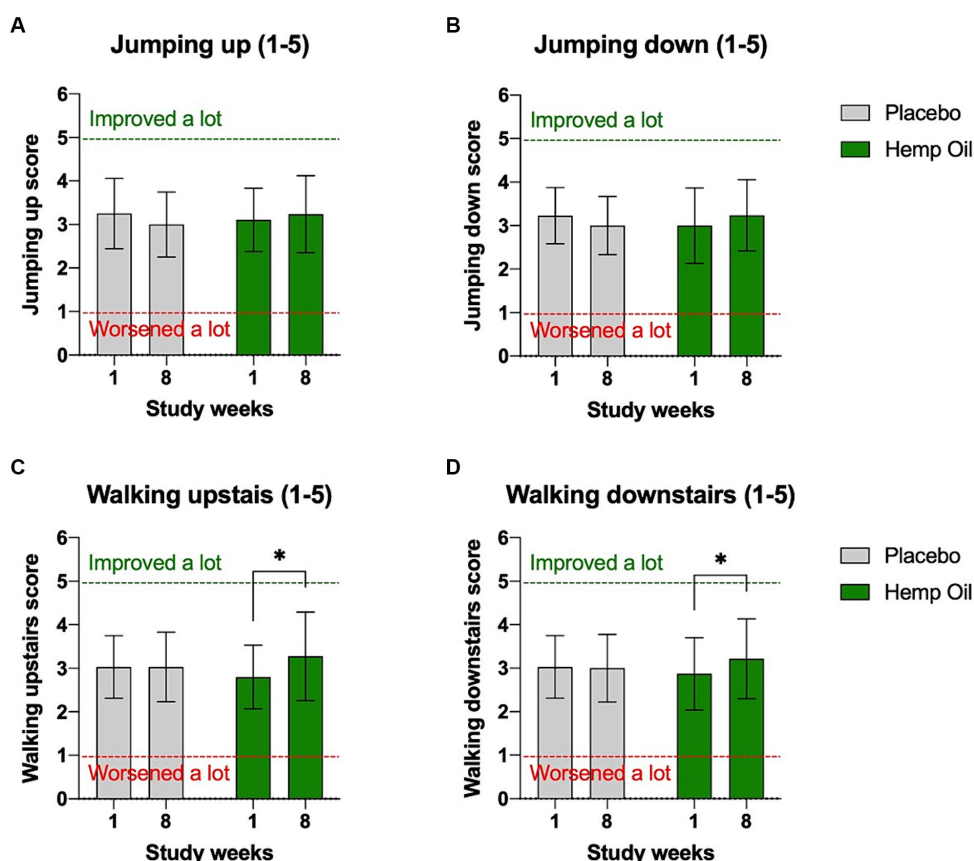 A
Jumping up (1-5)
Jumping up score
6
5
4
3
2
1
0
Improved a lot
Worsened a lot
1
8
1
8
Study weeks
B
Jumping down (1-5)
Jumping down score
6
5
4
3
2
1
0
Improved a lot
Worsened a lot
1
8
1
8
Study weeks
Placebo
Hemp Oil
C
Walking upstais (1-5)
Walking upstairs score
6
5
4
3
2
1
0
Improved a lot
*
Worsened a lot
1
8
1
8
Study weeks
D
Walking downstairs (1-5)
Walking downstairs score
6
5
4
3
2
1
0
Improved a lot
*
Worsened a lot
1
8
1
8
Study weeks
Placebo
Hemp Oil